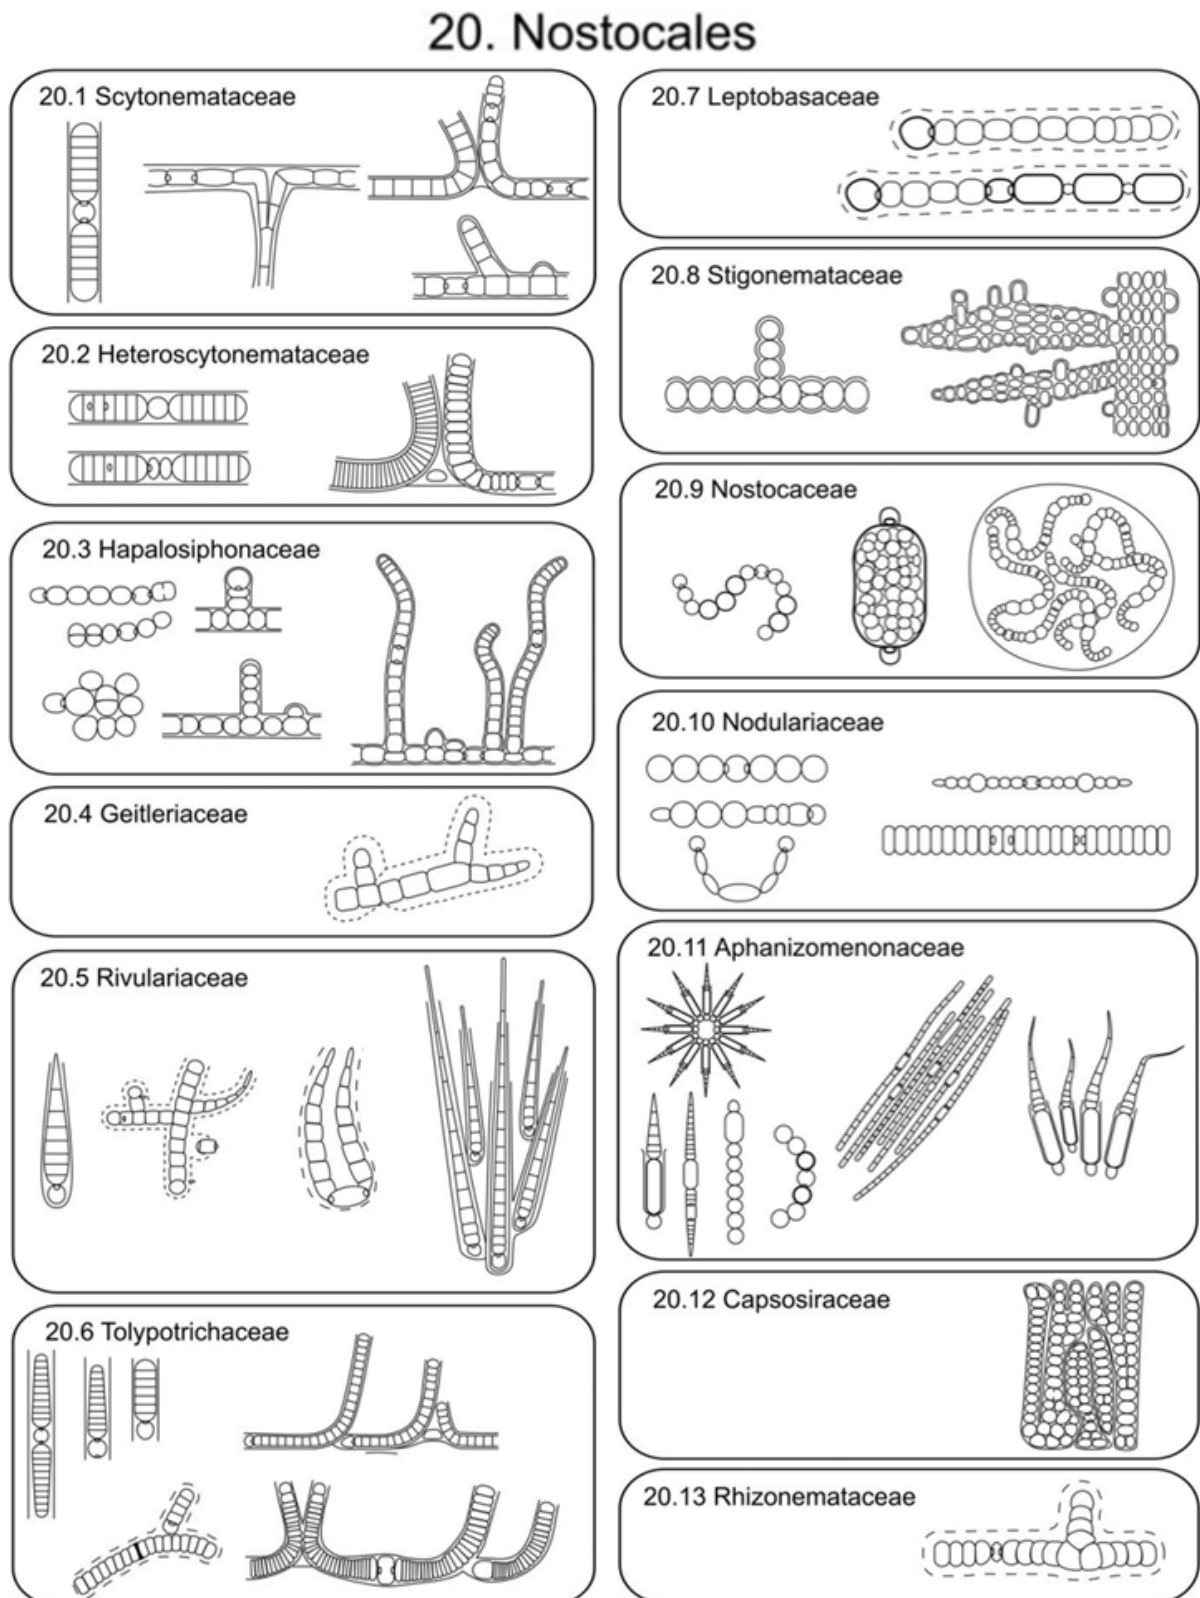 20. Nostocales
20.1 Scytonemataceae
20.2 Heteroscytonemataceae
20.3 Hapalosiphonaceae
20.4 Geitleriaceae
20.5 Rivulariaceae
20.6 Tolypotrichaceae
20.7 Leptobasaceae
20.8 Stigonemataceae
20.9 Nostocaceae
20.10 Nodulariaceae
20.11 Aphanizomenonaceae
20.12 Capsosiraceae
20.13 Rhizonemataceae